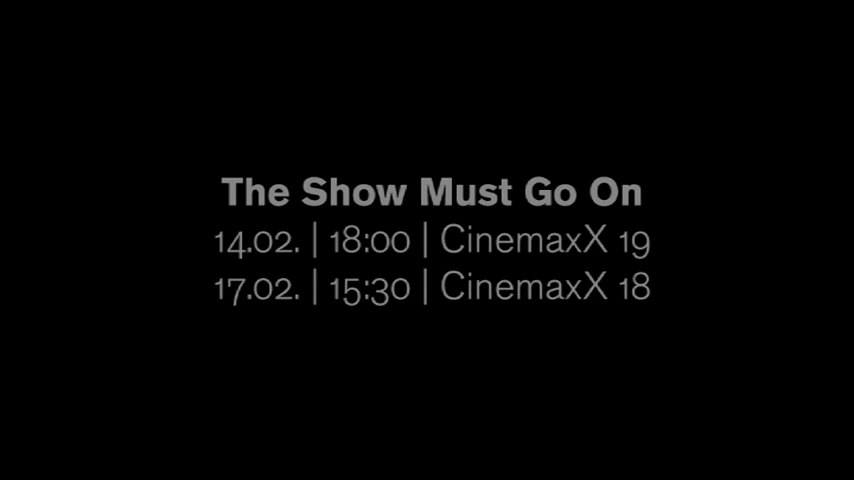 The Show Must Go On
14.02. | 18:00 | CinemaxX 19
17.02. | 15:30 | CinemaxX 18